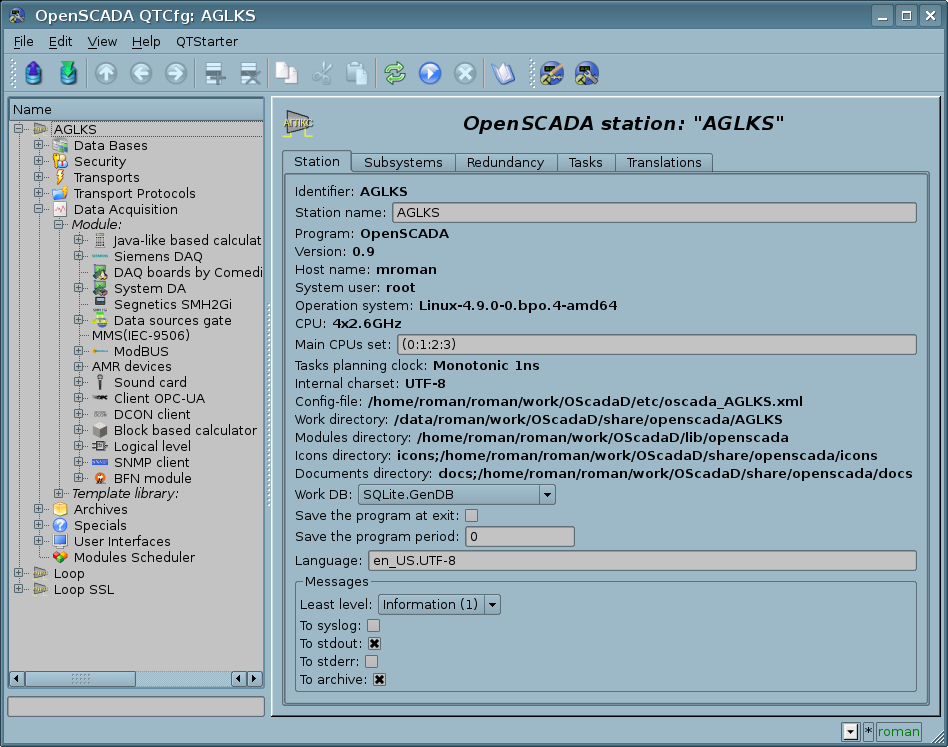 OpenSCADA QTCfg: AGLKS
File Edit View Help QTStarter
Name
AGLKS
Data Bases
Security
Transports
Transport Protocols
Data Acquisition
Module:
Java-like based calculat
Siemens DAQ
DAQ boards by Comedi
System DA
Segnetics SMH2Gi
Data sources gate
MMS(IEC-9506)
ModBUS
AMR devices
Sound card
Client OPC-UA
DCON client
Block based calculator
Logical level
SNMP client
BFN module
Template library:
Archives
Specials
User Interfaces
Modules Scheduler
Loop
Loop SSL
OpenSCADA station: "AGLKS"
Station Subsystems Redundancy Tasks Translations
Identifier: AGLKS
Station name: AGLKS
Program: OpenSCADA
Version: 0.9
Host name: mroman
System user: root
Operation system: Linux-4.9.0-0.bpo.4-amd64
CPU: 4x2.6GHz
Main CPUs set: (0:1:2:3)
Tasks planning clock: Monotonic 1ns
Internal charset: UTF-8
Config-file: /home/roman/roman/work/OScadaD/etc/oscada_AGLKS.xml
Work directory: /data/roman/work/OScadaD/share/openscada/AGLKS
Modules directory: /home/roman/roman/work/OScadaD/lib/openscada
Icons directory: icons;/home/roman/roman/work/OScadaD/share/openscada/icons
Documents directory: docs;/home/roman/roman/work/OScadaD/share/openscada/docs
Work DB: SQLite.GenDB
Save the program at exit:
Save the program period: 0
Language: en_US.UTF-8
Messages
Least level: Information (1)
To syslog:
To stdout:
To stderr:
To archive:
* roman